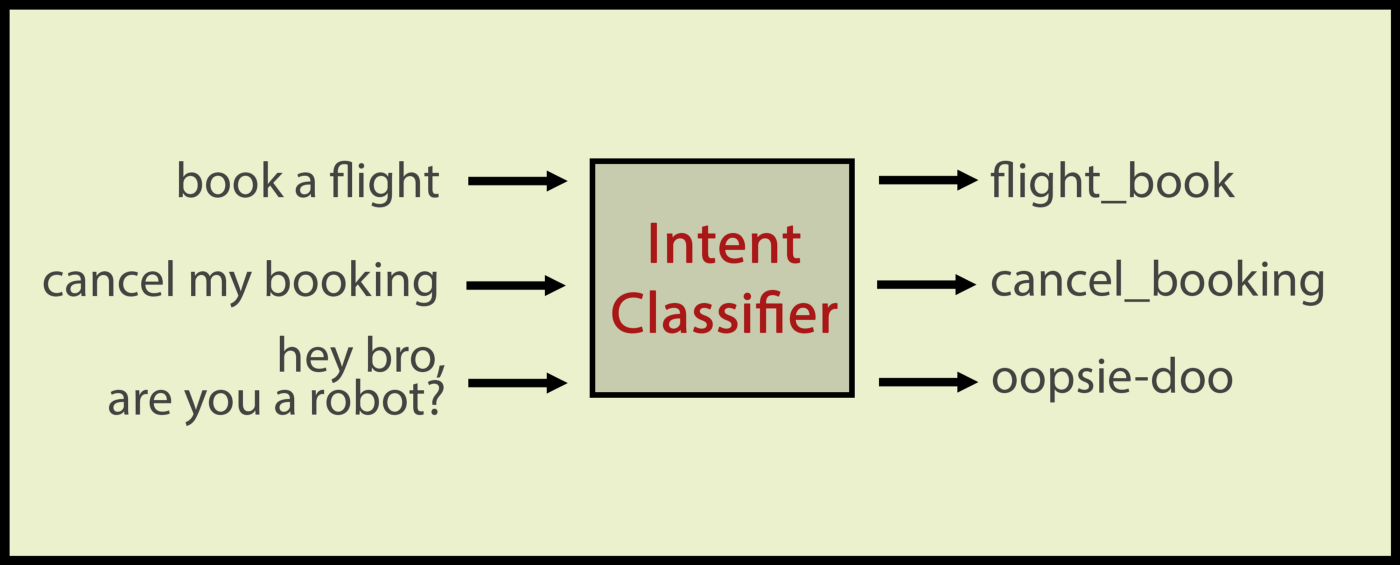 book a flight
flight_book
Intent
Classifier
cancel my booking
cancel_booking
hey bro,
are you a robot?
oopsie-doo